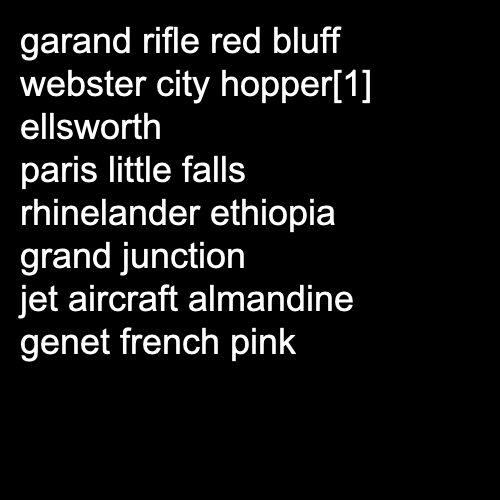 garand rifle red bluff
webster city hopper[1]
ellsworth
paris little falls
rhinelander ethiopia
grand junction
jet aircraft almandine
genet french pink